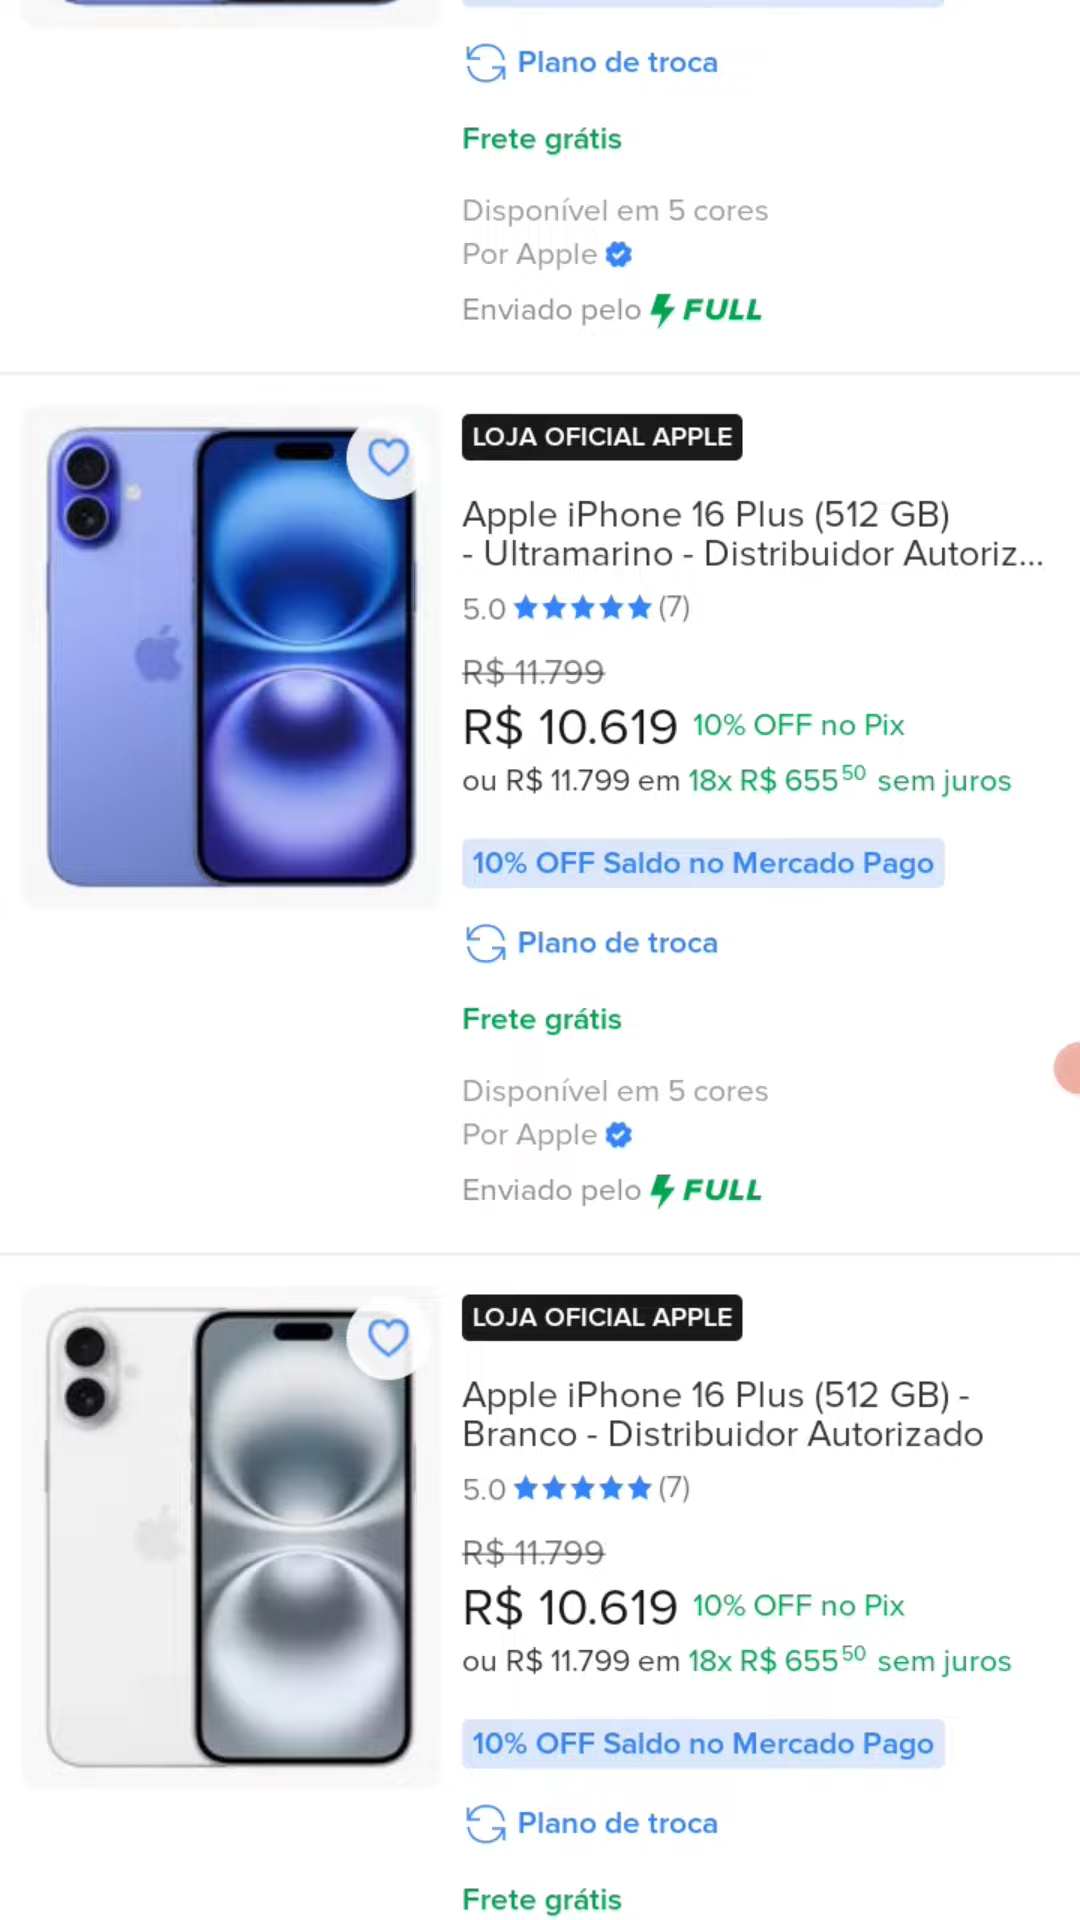 Plano de troca
Frete grátis
Disponível em 5 cores
Por Apple
Enviado pelo FULL
LOJA OFICIAL APPLE
Apple iPhone 16 Plus (512 GB)
- Ultramarino - Distribuidor Autoriz...
5.0 (7)
R$ 11.799
R$ 10.619 10% OFF no Pix
ou R$ 11.799 em 18x R$ 655 50 sem juros
10% OFF Saldo no Mercado Pago
Plano de troca
Frete grátis
Disponível em 5 cores
Por Apple
Enviado pelo FULL
LOJA OFICIAL APPLE
Apple iPhone 16 Plus (512 GB) -
Branco - Distribuidor Autorizado
5.0 (7)
R$ 11.799
R$ 10.619 10% OFF no Pix
ou R$ 11.799 em 18x R$ 655 50 sem juros
10% OFF Saldo no Mercado Pago
Plano de troca
Frete grátis